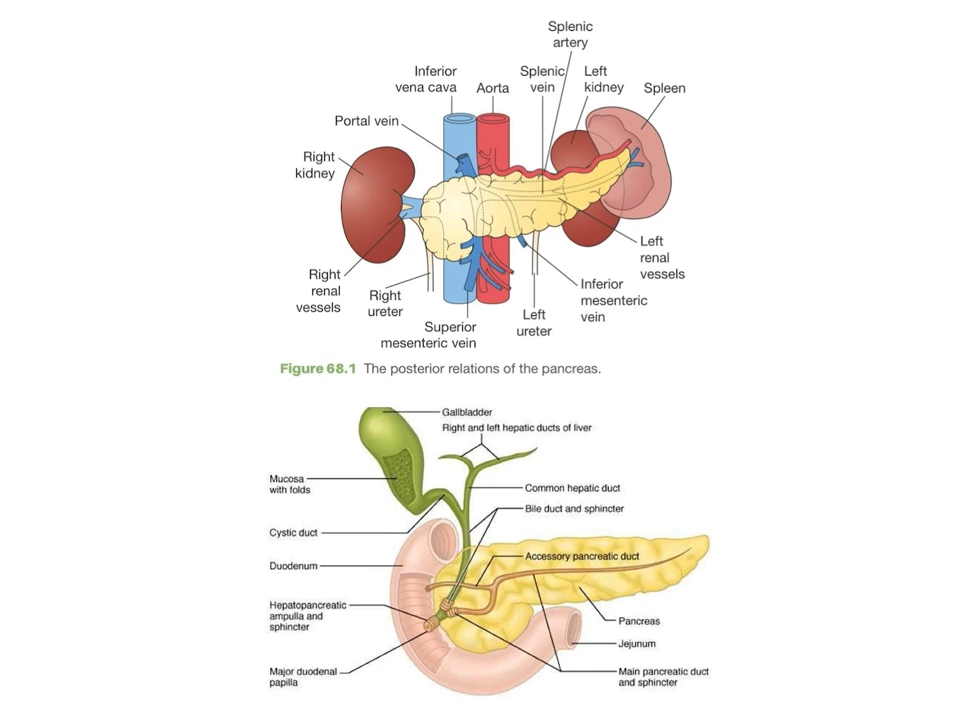 Splenic
artery
Inferior
vena cava
Aorta
Splenic
vein
Left
kidney
Spleen
Portal vein
Right
kidney
Left
renal
vessels
Right
renal
vessels
Right
ureter
Inferior
mesenteric
vein
Left
ureter
Superior
mesenteric vein
Figure 68.1 The posterior relations of the pancreas.
Gallbladder
Right and left hepatic ducts of liver
Mucosa
with folds
Common hepatic duct
Bile duct and sphincter
Cystic duct
Accessory pancreatic duct
Duodenum
Hepatopancreatic
ampulla and
sphincter
Pancreas
Jejunum
Major duodenal
papilla
Main pancreatic duct
and sphincter